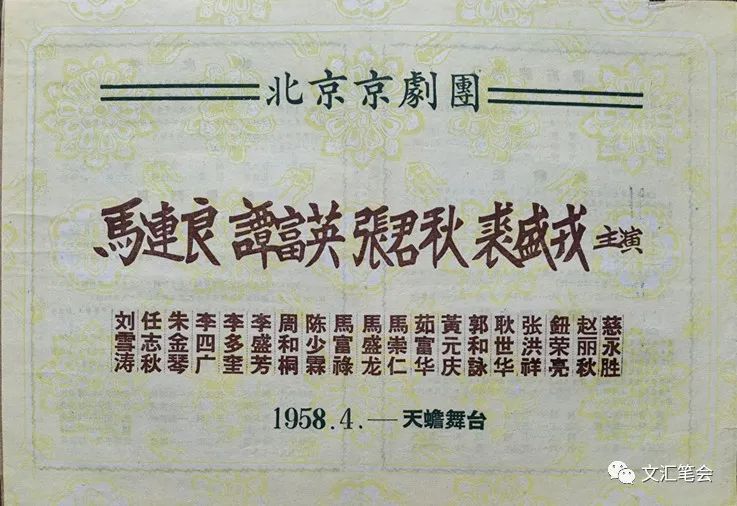 北京京劇團
馬連良 譚富英 張君秋 裘盛戎 主演
刘雪涛
任志秋
朱金琴
李四广
李多奎
李盛芳
周和桐
陈少霖
馬富祿
馬盛龙
馬崇仁
茹富华
黃元庆
郭和詠
耿世华
张洪祥
鈕荣亮
赵丽秋
慈永胜
1958.4.—天蟾舞台
文汇笔会